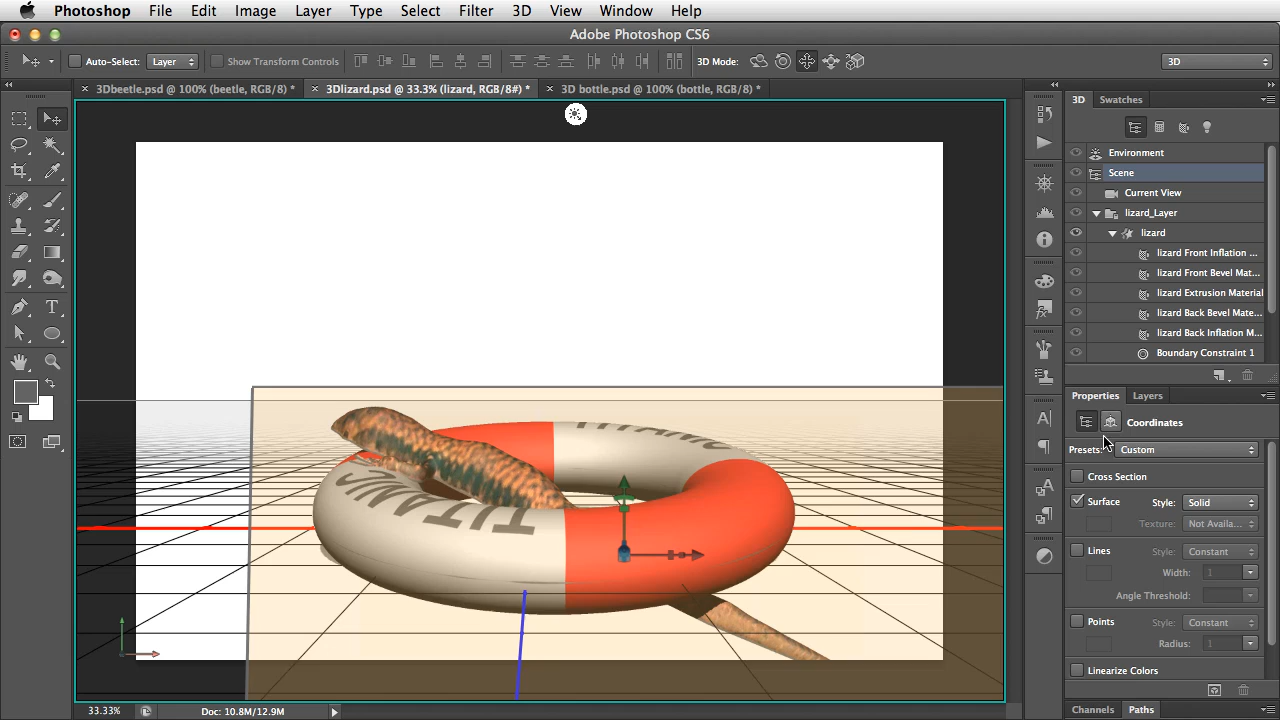 Photoshop File Edit Image Layer Type Select Filter 3D View Window Help
Adobe Photoshop CS6
Auto-Select: Layer Show Transform Controls 3D Mode: 3D
3Dbeetle.psd @ 100% (beetle, RGB/8) * 3Dlizard.psd @ 33.3% (lizard, RGB/8#) * 3D bottle.psd @ 100% (bottle, RGB/8) *
3D Swatches
Environment
Scene
Current View
lizard_Layer
lizard
lizard Front Inflation ...
lizard Front Bevel Mat...
lizard Extrusion Material
lizard Back Bevel Mate...
lizard Back Inflation M...
Boundary Constraint 1
Properties Layers
Coordinates
Presets: Custom
Cross Section
Surface Style: Solid
Texture: Not Availa...
Lines Style: Constant
Width: 1
Angle Threshold:
Points Style: Constant
Radius: 1
Linearize Colors
Channels Paths
TITANIC
33.33% Doc: 10.8M/12.9M